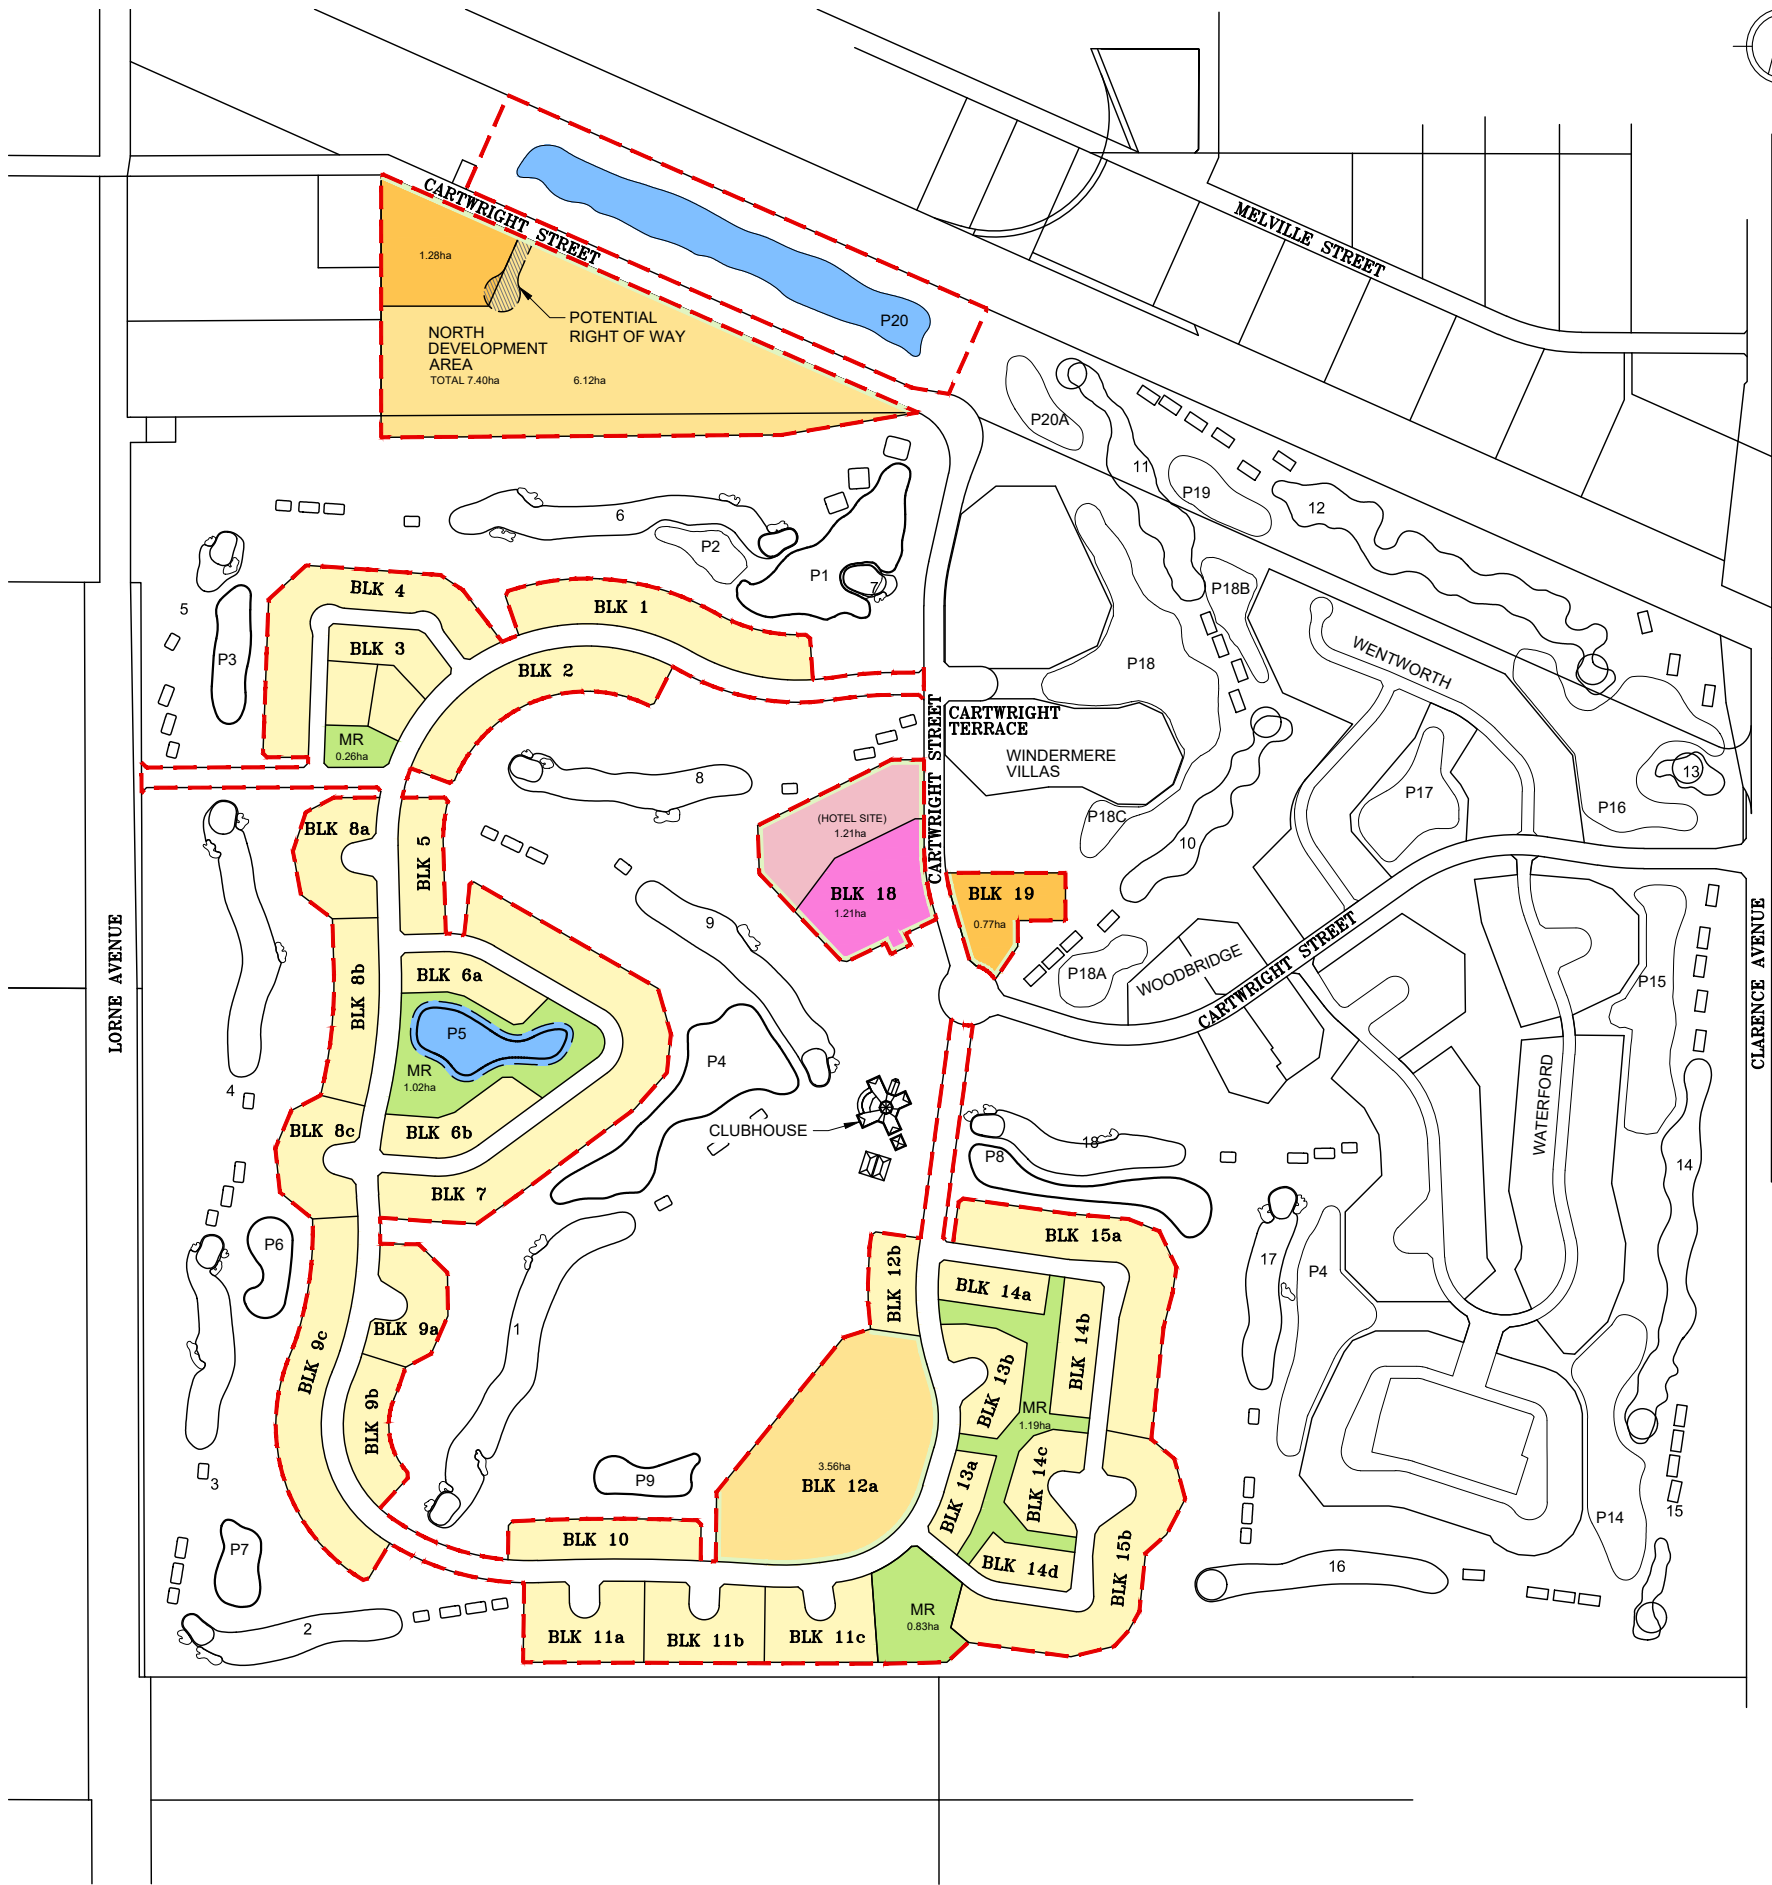 CARTWRIGHT STREET
MELVILLE STREET
1.28ha
POTENTIAL
RIGHT OF WAY
P20
NORTH
DEVELOPMENT
AREA
TOTAL 7.40ha
6.12ha
P20A
11
P19
12
6
P2
P1
7
5
BLK 4
BLK 1
P18B
BLK 3
P3
BLK 2
P18
WENTWORTH
MR
0.26ha
CARTWRIGHT STREET
CARTWRIGHT
TERRACE
WINDERMERE
VILLAS
8
13
P17
P16
P18C
10
(HOTEL SITE)
1.21ha
BLK 8a
BLK 5
BLK 18
1.21ha
BLK 19
0.77ha
9
LORNE AVENUE
CLARENCE AVENUE
CARTWRIGHT STREET
WOODBRIDGE
P18A
P15
BLK 8b
BLK 6a
P5
MR
1.02ha
P4
4
BLK 8c
BLK 6b
CLUBHOUSE
18
P8
WATERFORD
14
BLK 7
P6
BLK 15a
17
P4
BLK 12b
BLK 14a
BLK 14b
1
BLK 9a
BLK 9c
BLK 9b
BLK 13b
MR
1.19ha
3.56ha
BLK 12a
P9
3
BLK 13a
BLK 14c
P14
15
P7
BLK 10
BLK 14d
BLK 15b
16
2
BLK 11a
BLK 11b
BLK 11c
MR
0.83ha